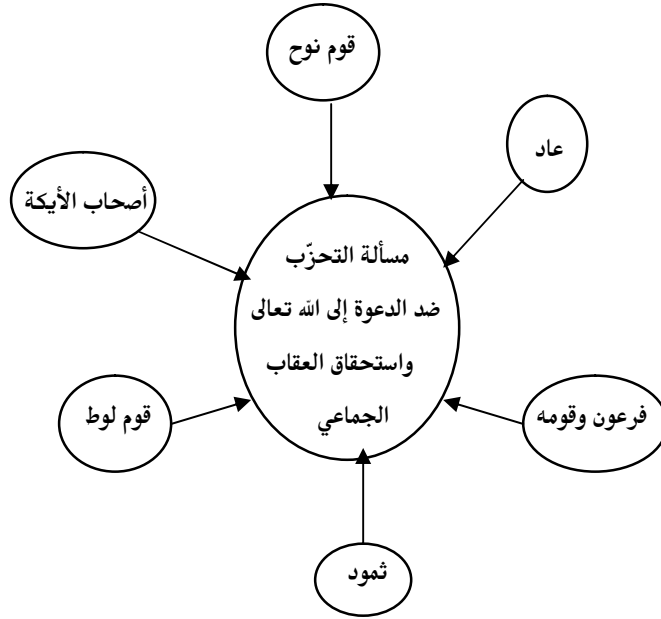 قوم نوح
عاد
أصحاب الأيكة
مسألة التحزّب
ضد الدعوة إلى الله تعالى
واستحقاق العقاب
الجماعي
قوم لوط
فرعون وقومه
ثمود